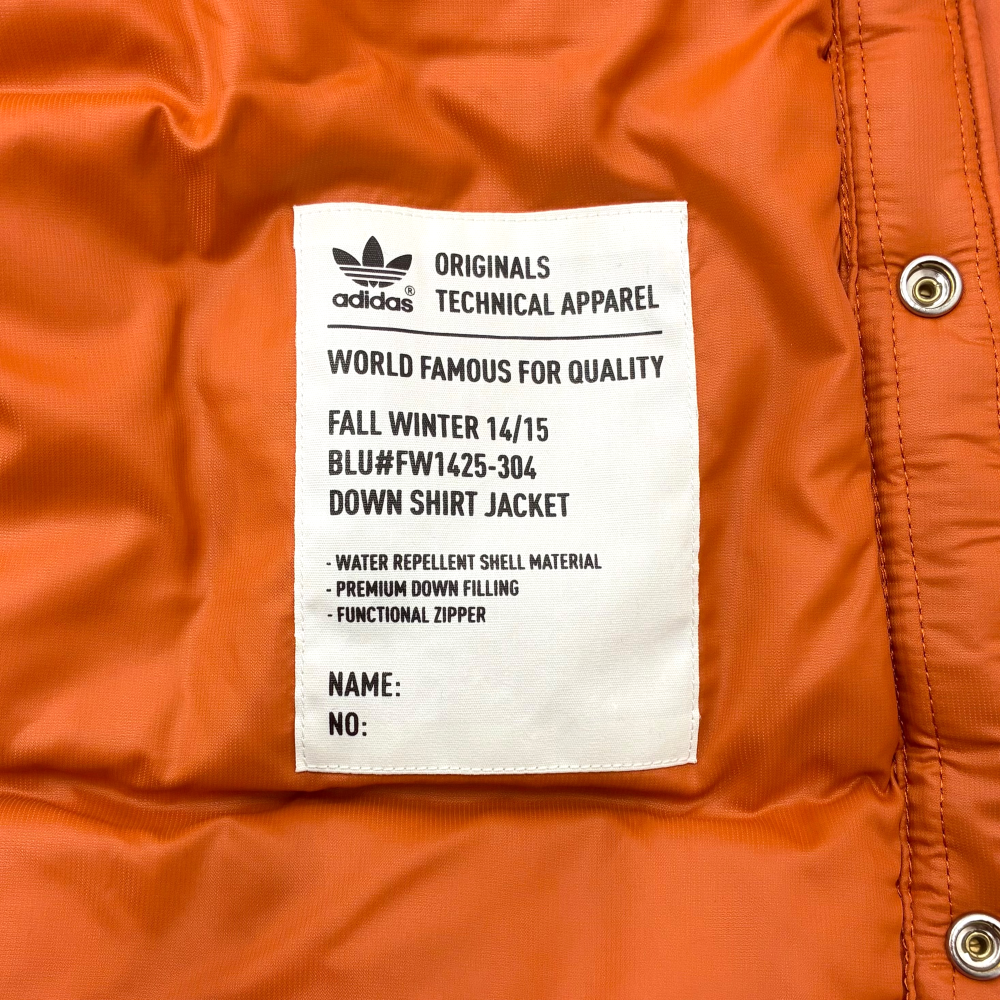 adidas®
ORIGINALS
TECHNICAL APPAREL
WORLD FAMOUS FOR QUALITY
FALL WINTER 14/15
BLU#FW1425-304
DOWN SHIRT JACKET
- WATER REPELLENT SHELL MATERIAL
- PREMIUM DOWN FILLING
- FUNCTIONAL ZIPPER
NAME:
NO: